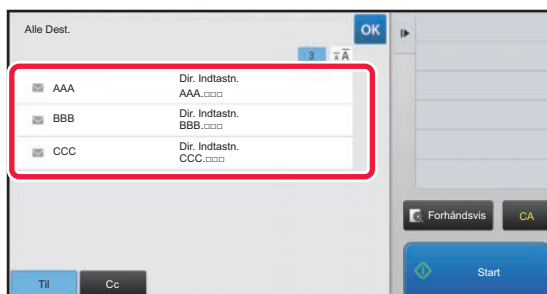 Alle Dest.
OK
3
AAA
Dir. Indtastn.
AAA.□□□
BBB
Dir. Indtastn.
BBB.□□□
CCC
Dir. Indtastn.
CCC.□□□
Forhåndsvis
CA
Til
Cc
Start